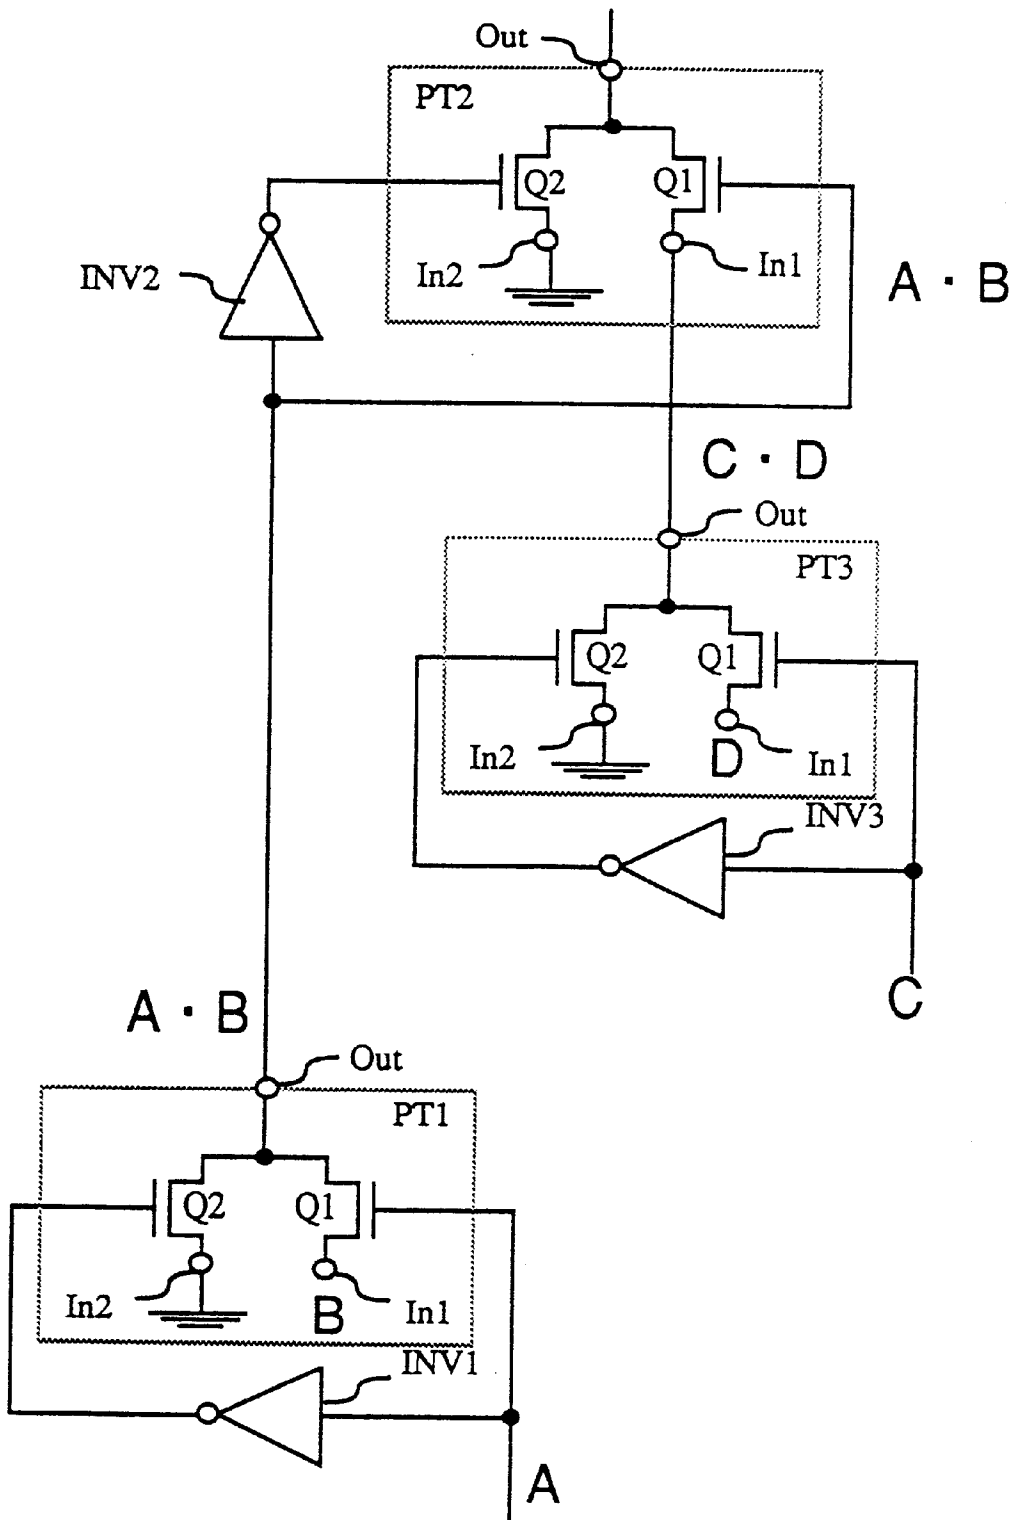 Out
PT2
Q2
Q1
INV2
In2
In1
A · B
C · D
Out
PT3
Q2
Q1
In2
D
In1
INV3
C
A · B
Out
PT1
Q2
Q1
In2
B
In1
INV1
A